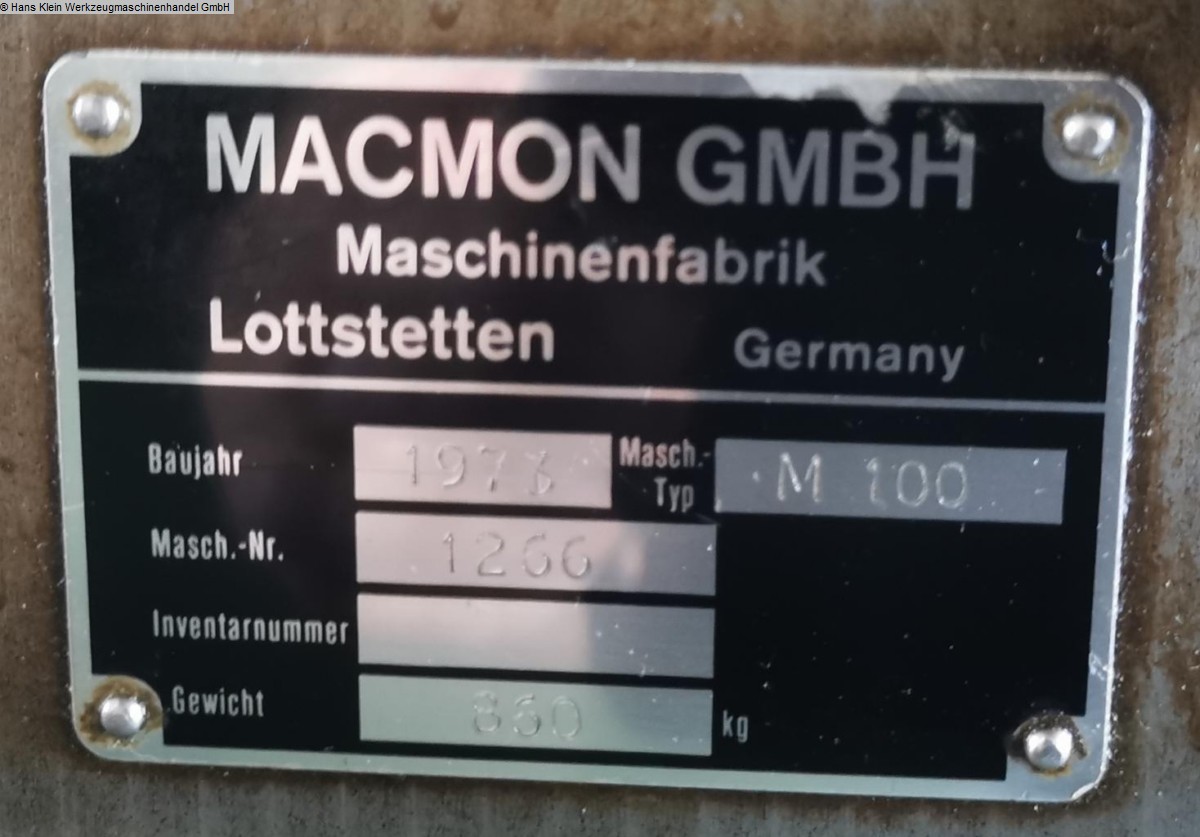 © Hans Klein Werkzeugmaschinenhandel GmbH
MACMON GMBH
Maschinenfabrik
Lottstetten Germany
Baujahr 1973 Masch.-Typ M 100
Masch.-Nr. 1266
Inventarnummer
Gewicht 860 kg